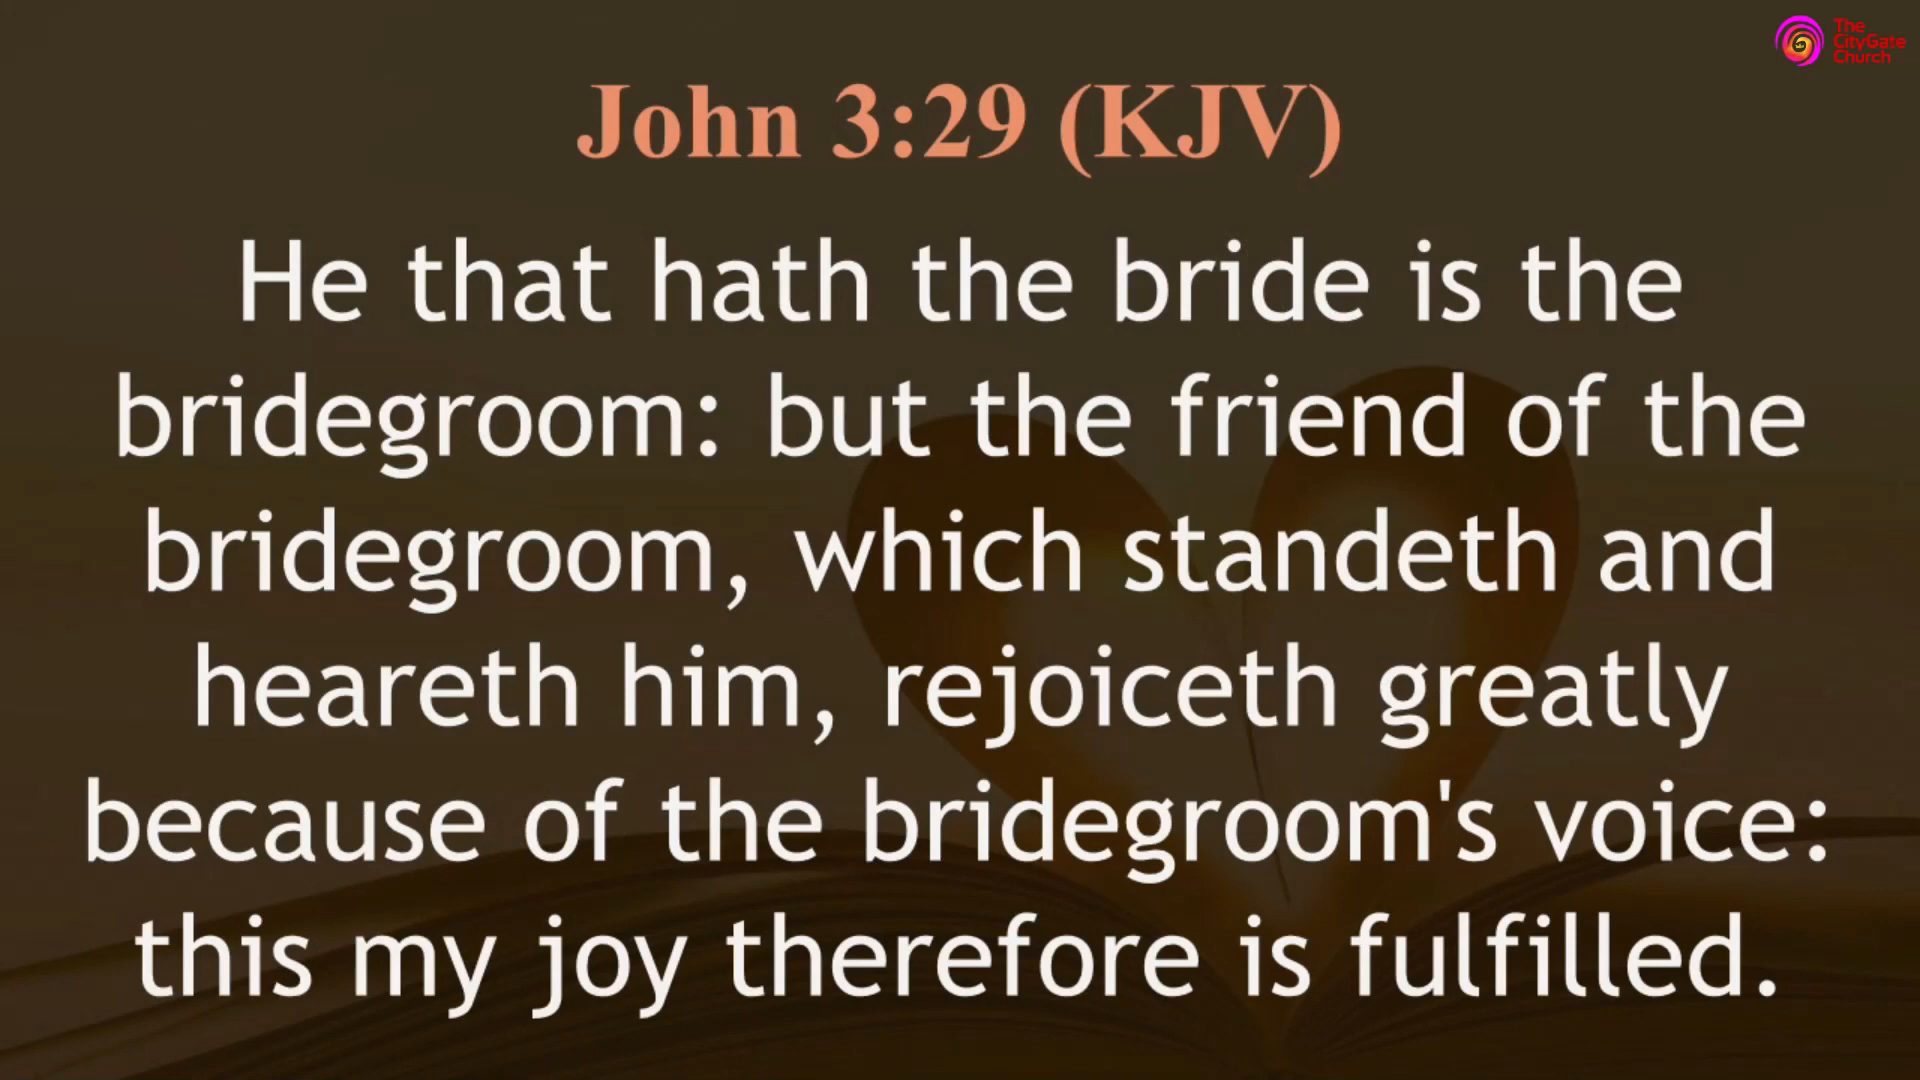 The
CityGate
Church
John 3:29 (KJV)
He that hath the bride is the
bridegroom: but the friend of the
bridegroom, which standeth and
heareth him, rejoiceth greatly
because of the bridegroom's voice:
this my joy therefore is fulfilled.